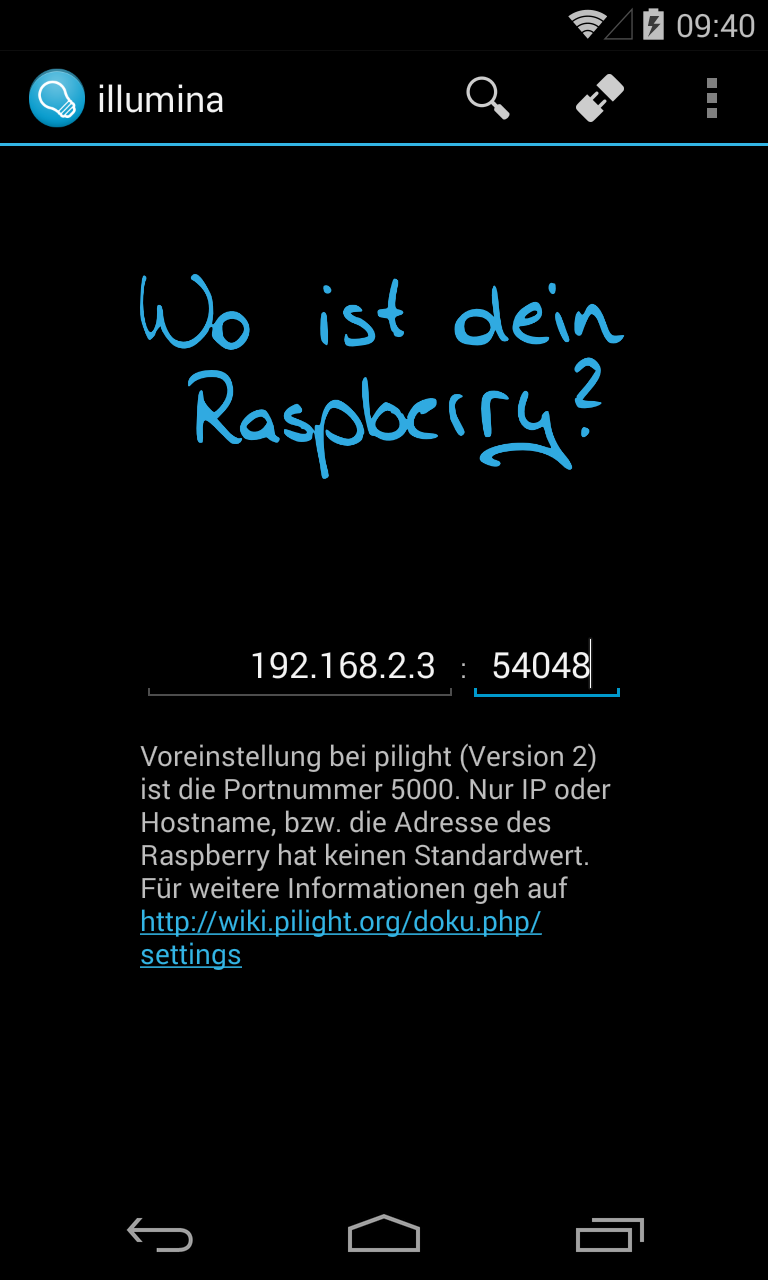 09:40
illumina
Wo ist dein
Raspberry?
192.168.2.3 : 54048
Voreinstellung bei pilight (Version 2)
ist die Portnummer 5000. Nur IP oder
Hostname, bzw. die Adresse des
Raspberry hat keinen Standardwert.
Für weitere Informationen geh auf
http://wiki.pilight.org/doku.php/
settings